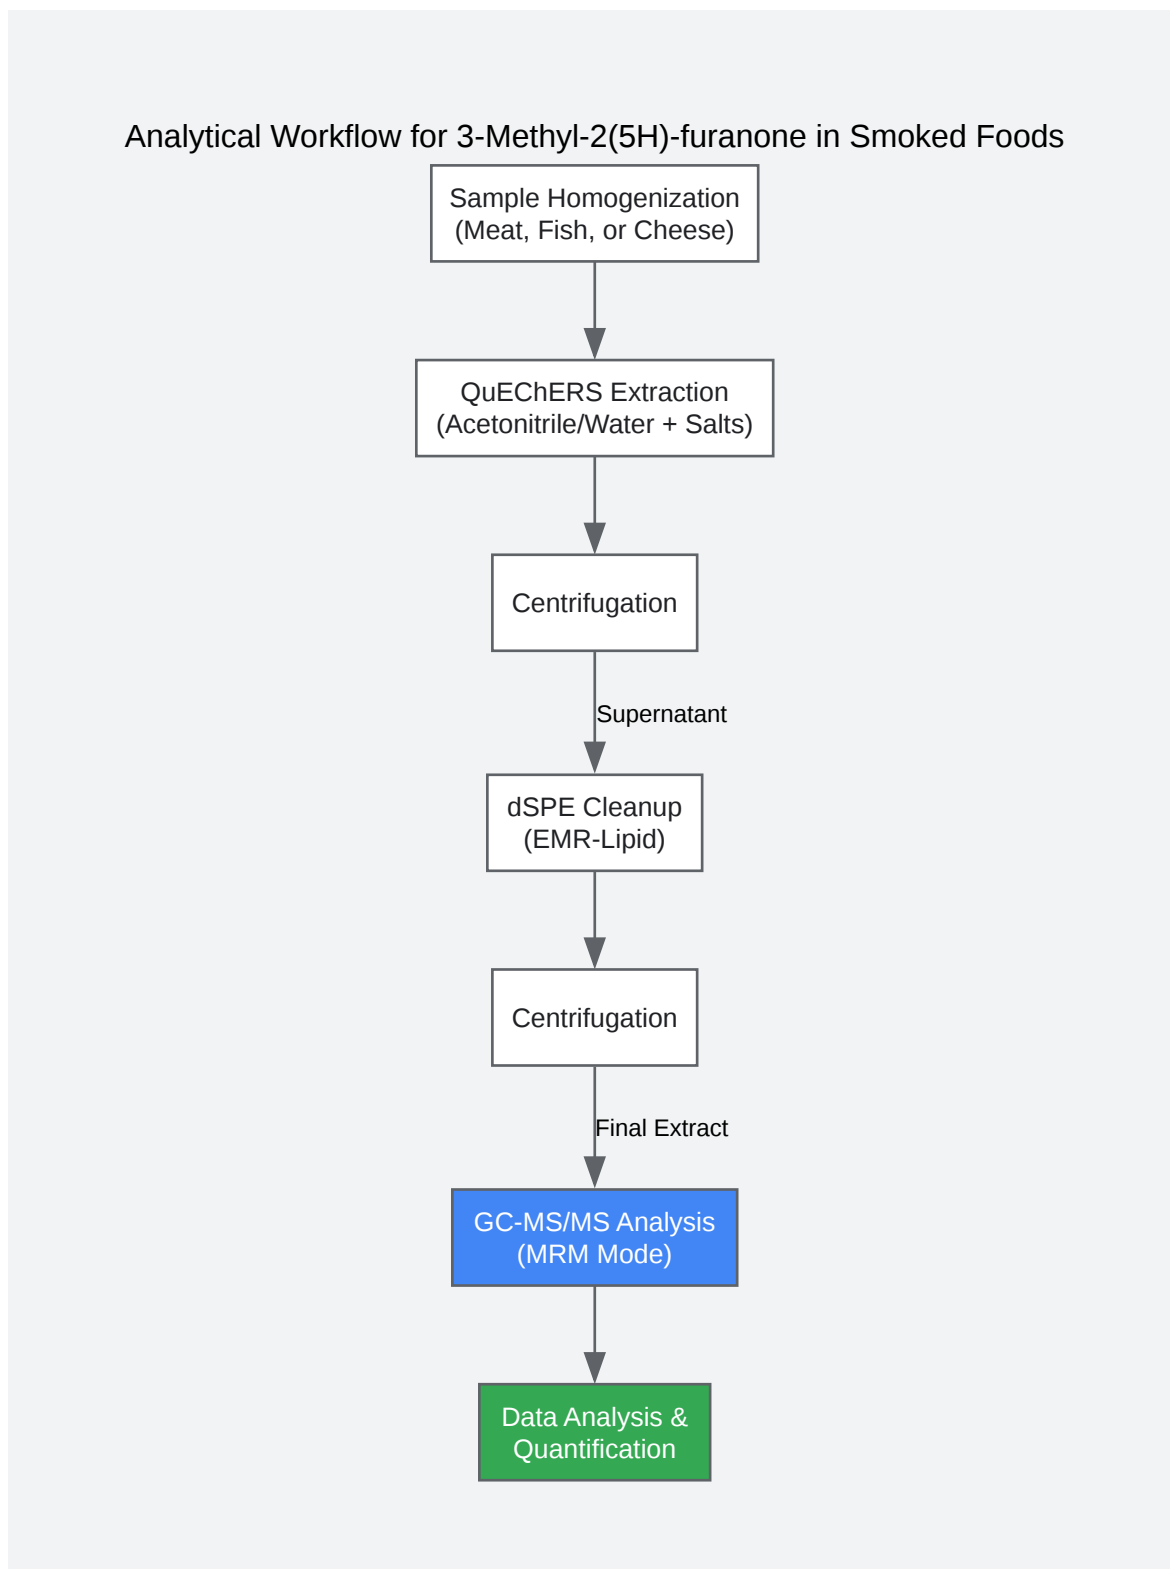 Analytical Workflow for 3-Methyl-2(5H)-furanone in Smoked Foods
Sample Homogenization
(Meat, Fish, or Cheese)
QuEChERS Extraction
(Acetonitrile/Water + Salts)
Centrifugation
Supernatant
dSPE Cleanup
(EMR-Lipid)
Centrifugation
Final Extract
GC-MS/MS Analysis
(MRM Mode)
Data Analysis &
Quantification